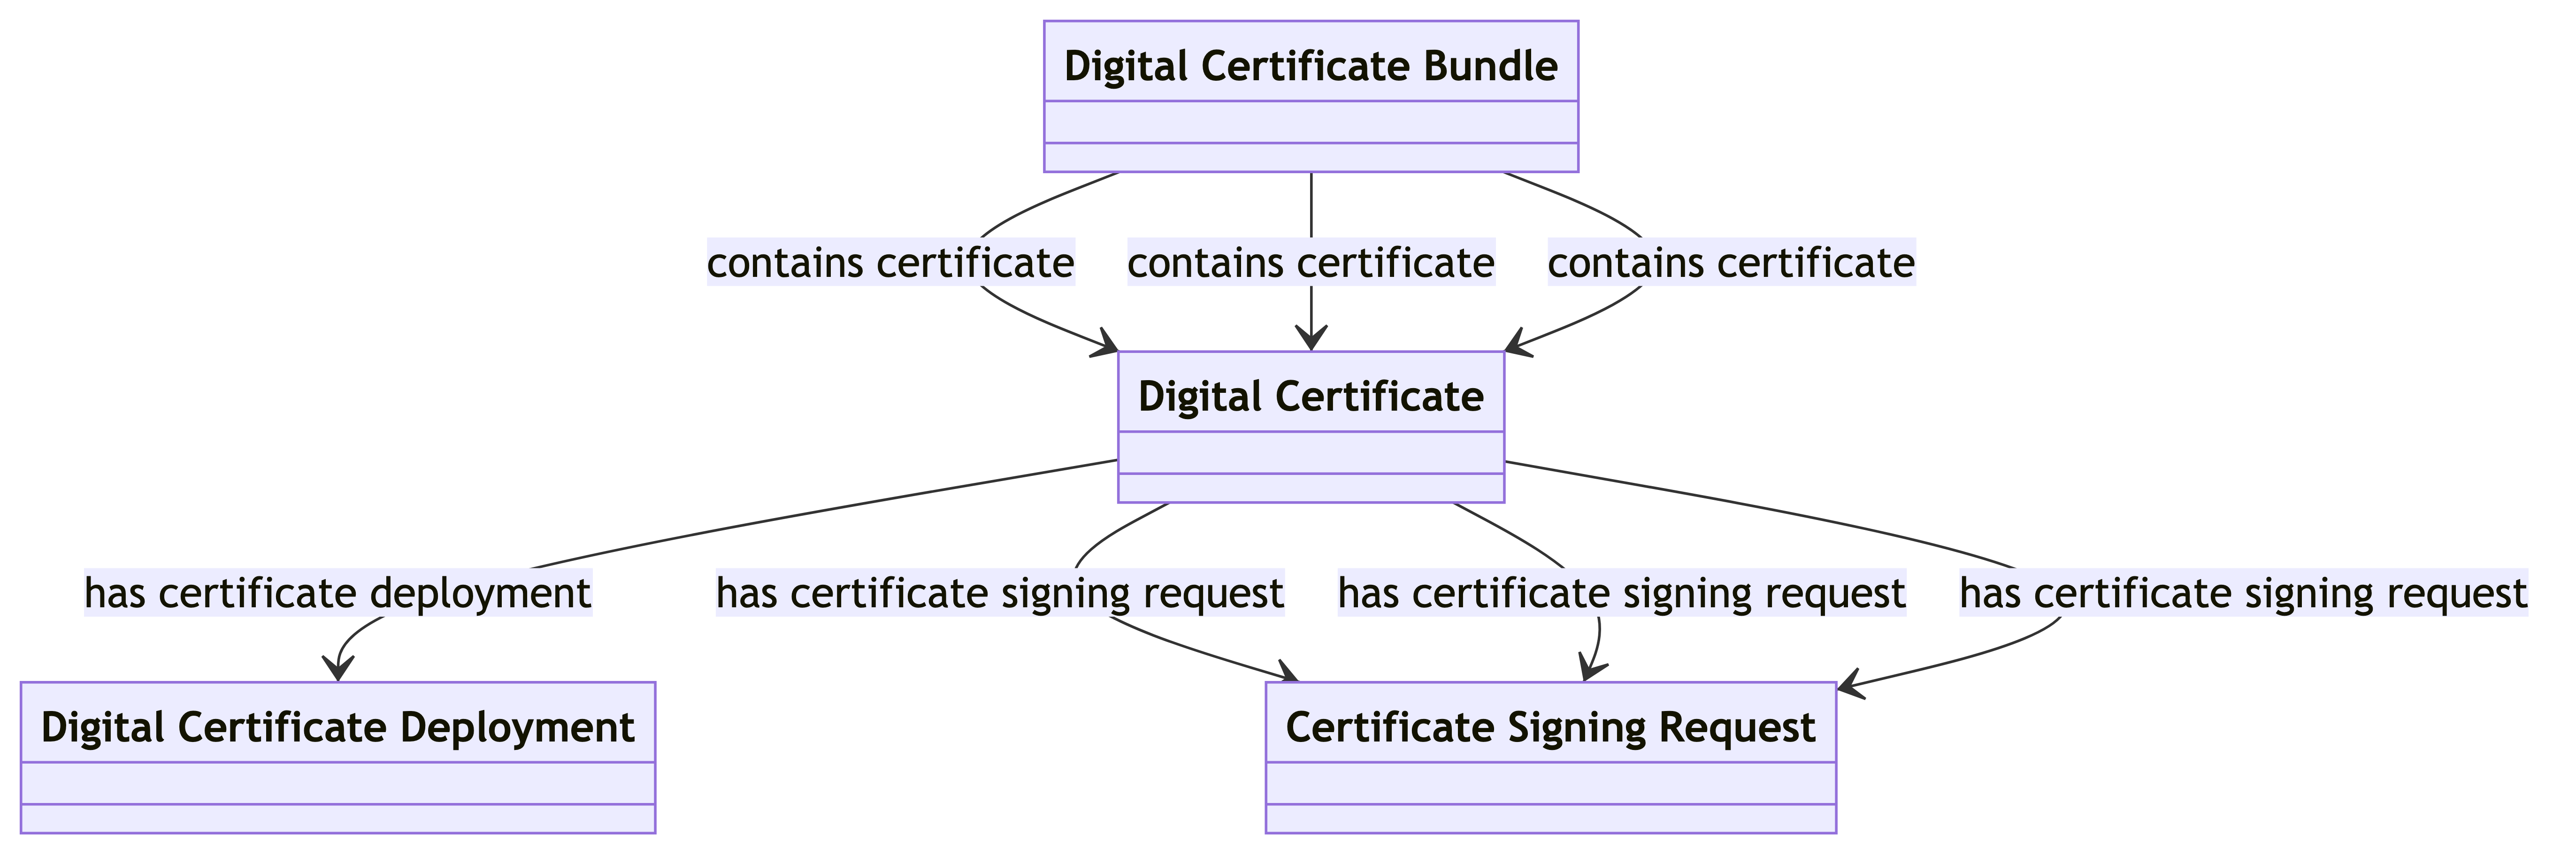 Digital Certificate Bundle
contains certificate
contains certificate
contains certificate
Digital Certificate
has certificate deployment
has certificate signing request
has certificate signing request
has certificate signing request
Digital Certificate Deployment
Certificate Signing Request